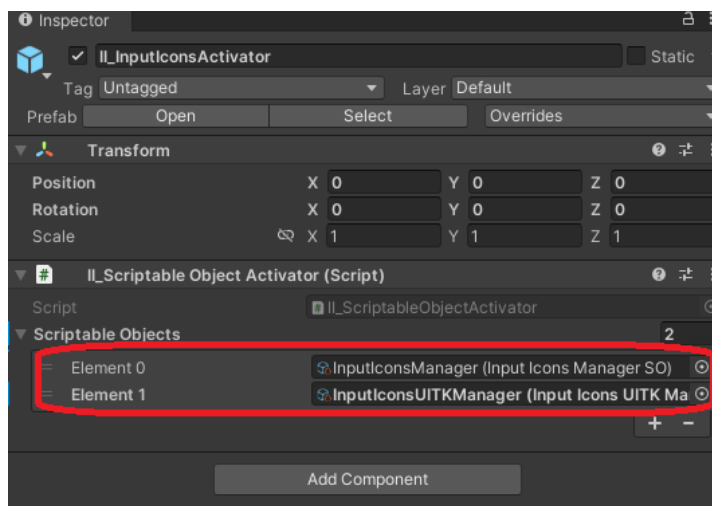 Inspector
II_InputIconsActivator Static
Tag Untagged Layer Default
Prefab Open Select Overrides
Transform
Position X 0 Y 0 Z 0
Rotation X 0 Y 0 Z 0
Scale X 1 Y 1 Z 1
# II_Scriptable Object Activator (Script)
Script # II_ScriptableObjectActivator
Scriptable Objects 2
Element 0 InputIconsManager (Input Icons Manager SO)
Element 1 InputIconsUITKManager (Input Icons UITK Ma
+ -
Add Component